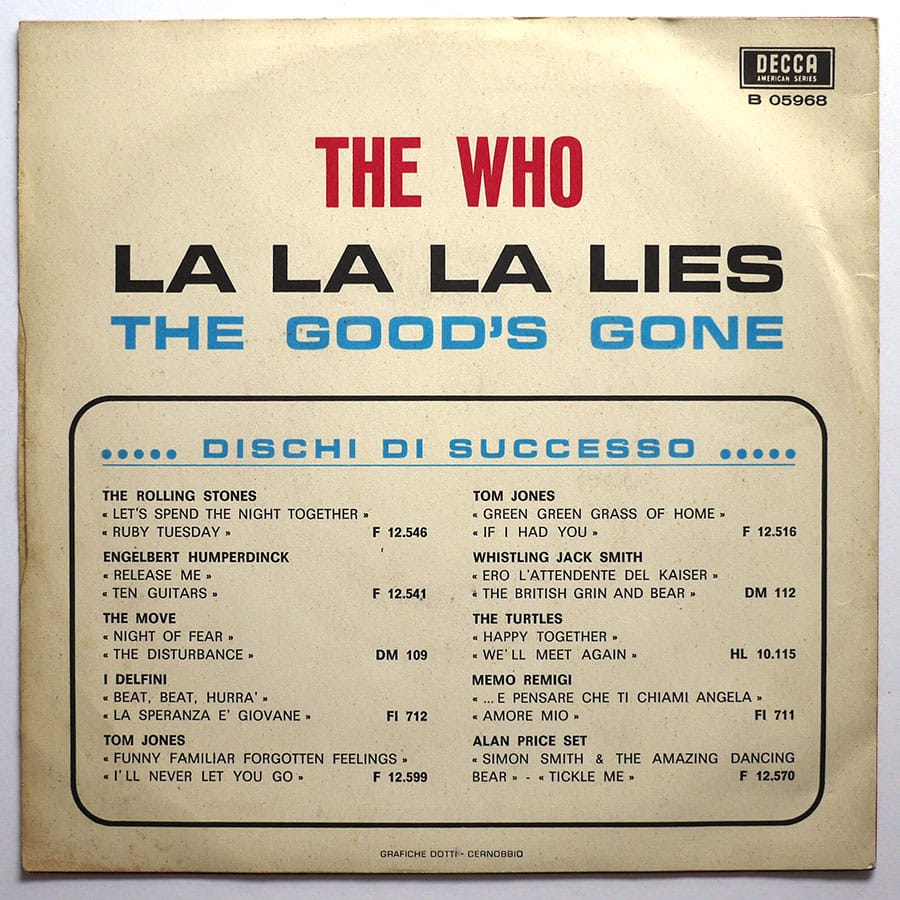 DECCA
AMERICAN SERIES
B 05968
THE WHO
LA LA LA LIES
THE GOOD'S GONE
..... DISCHI DI SUCCESSO .....
THE ROLLING STONES
« LET'S SPEND THE NIGHT TOGETHER »
« RUBY TUESDAY » F 12.546
ENGELBERT HUMPERDINCK
« RELEASE ME »
« TEN GUITARS » F 12.541
THE MOVE
« NIGHT OF FEAR »
« THE DISTURBANCE » DM 109
I DELFINI
« BEAT, BEAT, HURRA' »
« LA SPERANZA E' GIOVANE » FI 712
TOM JONES
« FUNNY FAMILIAR FORGOTTEN FEELINGS »
« I'LL NEVER LET YOU GO » F 12.599
TOM JONES
« GREEN GREEN GRASS OF HOME »
« IF I HAD YOU » F 12.516
WHISTLING JACK SMITH
« ERO L'ATTENDENTE DEL KAISER »
« THE BRITISH GRIN AND BEAR » DM 112
THE TURTLES
« HAPPY TOGETHER »
« WE'LL MEET AGAIN » HL 10.115
MEMO REMIGI
« ... E PENSARE CHE TI CHIAMI ANGELA »
« AMORE MIO » FI 711
ALAN PRICE SET
« SIMON SMITH & THE AMAZING DANCING
BEAR » - « TICKLE ME » F 12.570
GRAFICHE DOTTI - CERNOBBIO